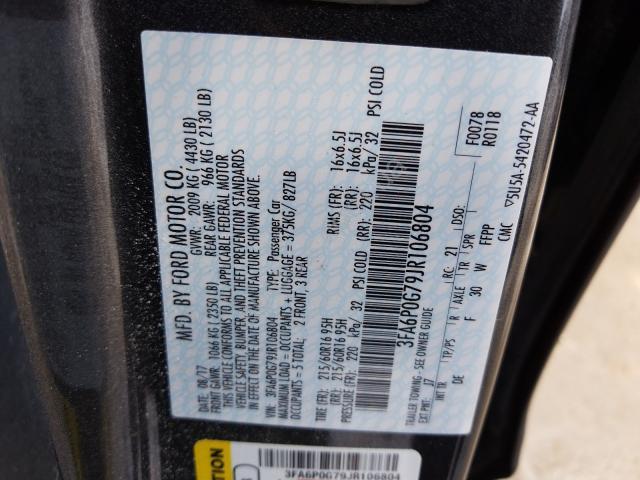 MFD. BY FORD MOTOR CO.
DATE: 08/17 GVWR: 2009 KG (4430 LB)
FRONT GAWR: 1066 KG (2350 LB) REAR GAWR: 966 KG (2130 LB)
THIS VEHICLE CONFORMS TO ALL APPLICABLE FEDERAL MOTOR
VEHICLE SAFETY, BUMPER, AND THEFT PREVENTION STANDARDS
IN EFFECT ON THE DATE OF MANUFACTURE SHOWN ABOVE.
VIN: 3FA6P0G79JR106804 TYPE: Passenger Car
MAXIMUM LOAD = OCCUPANTS + LUGGAGE = 375KG/ 827LB
OCCUPANTS = 5 TOTAL: 2 FRONT 3 REAR
TIRE (FR): 215/60R16 95H RIMS (FR): 16x6.5J
(RR): 215/60R16 95H (RR): 16x6.5J
PRESSURE (FR): 220 kPa/ 32 PSI COLD (RR): 220 kPa/ 32 PSI COLD
3FA6P0G79JR106804
TRAILER TOWING - SEE OWNER GUIDE
EXT PNT: J7 RC: 21 DSO: F0078
R0118
INT TR TP/PS R AXLE TR SPR
DE F 30 W FFPP
CMC ▽5U5A-5420472-AA
3FA6P0G79JR106804